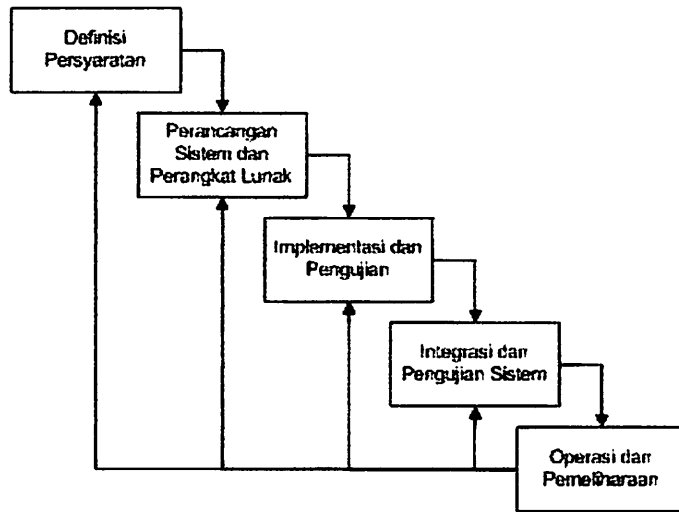 Definisi
Persyaratan
Perancangan
Sistem dan
Perangkat Lunak
Implementasi dan
Pengujian
Integrasi dan
Pengujian Sistem
Operasi dan
Pemeliharaan